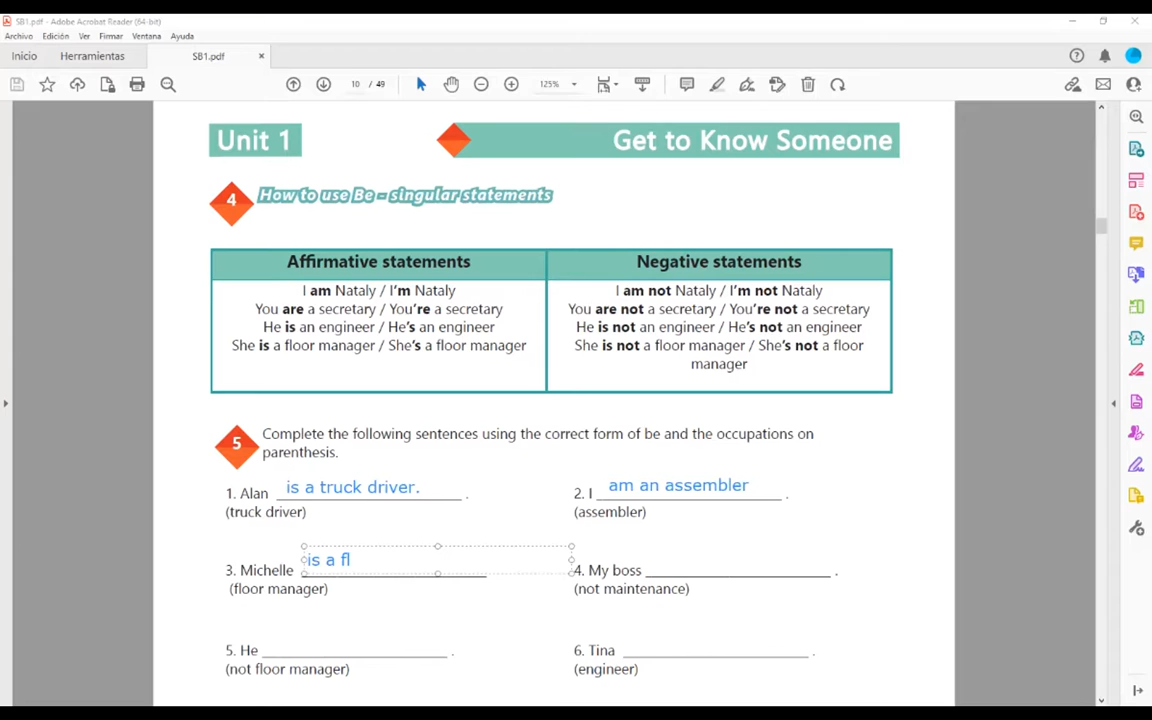 SB1.pdf - Adobe Acrobat Reader (64-bit)
Archivo Edición Ver Firmar Ventana Ayuda
Inicio Herramientas SB1.pdf ×
10 / 49 125%
Unit 1 Get to Know Someone
4 How to use Be - singular statements
Affirmative statements
I am Nataly / I'm Nataly
You are a secretary / You're a secretary
He is an engineer / He's an engineer
She is a floor manager / She's a floor manager
Negative statements
I am not Nataly / I'm not Nataly
You are not a secretary / You're not a secretary
He is not an engineer / He's not an engineer
She is not a floor manager / She's not a floor
manager
5 Complete the following sentences using the correct form of be and the occupations on
parenthesis.
1. Alan is a truck driver. .
(truck driver)
2. I am an assembler .
(assembler)
3. Michelle is a fl
(floor manager)
4. My boss ____________________ .
(not maintenance)
5. He ____________________ .
(not floor manager)
6. Tina ____________________ .
(engineer)